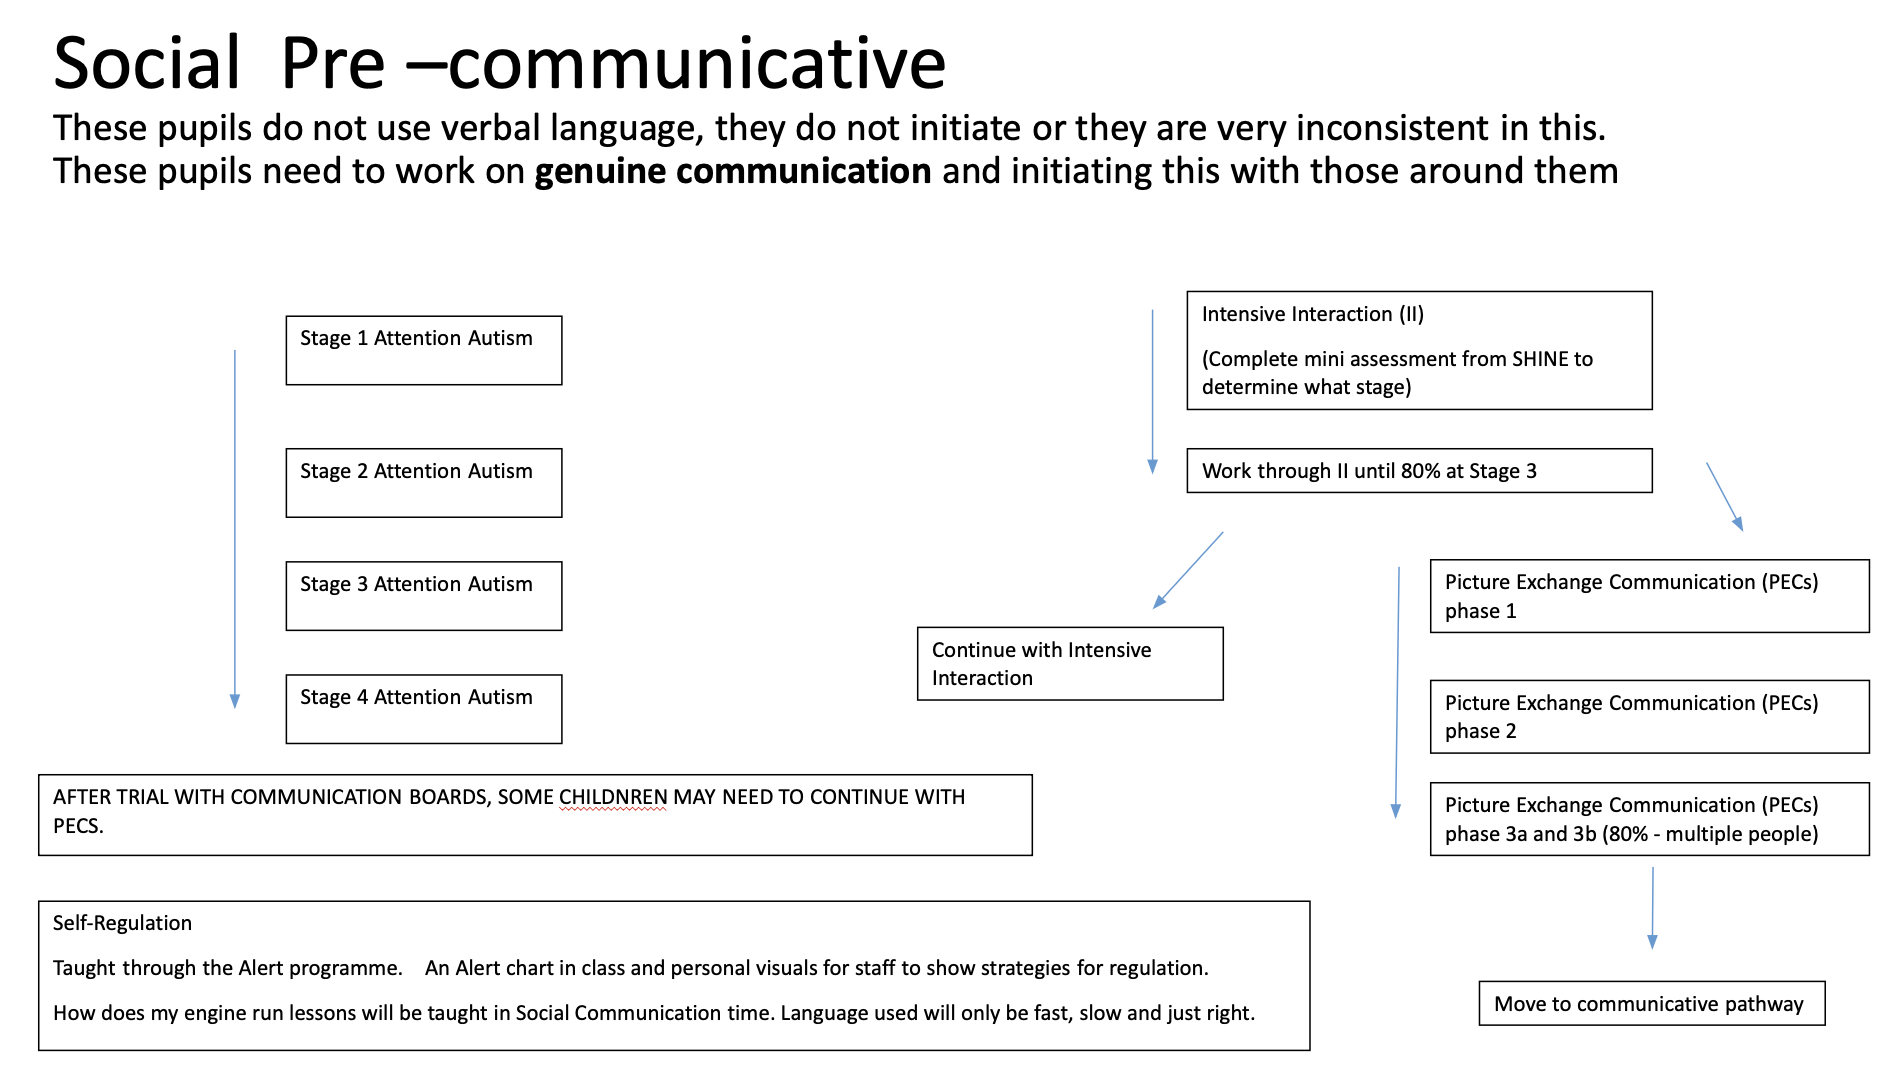 Social  Pre –communicative
These pupils do not use verbal language, they do not initiate or they are very inconsistent in this.
These pupils need to work on genuine communication and initiating this with those around them
Stage 1 Attention Autism
Stage 2 Attention Autism
Stage 3 Attention Autism
Stage 4 Attention Autism
Intensive Interaction (II)
(Complete mini assessment from SHINE to
determine what stage)
Work through II until 80% at Stage 3
Continue with Intensive
Interaction
Picture Exchange Communication (PECs)
phase 1
Picture Exchange Communication (PECs)
phase 2
Picture Exchange Communication (PECs)
phase 3a and 3b (80% - multiple people)
Move to communicative pathway
AFTER TRIAL WITH COMMUNICATION BOARDS, SOME CHILDNREN MAY NEED TO CONTINUE WITH
PECS.
Self-Regulation
Taught through the Alert programme.    An Alert chart in class and personal visuals for staff to show strategies for regulation.
How does my engine run lessons will be taught in Social Communication time. Language used will only be fast, slow and just right.